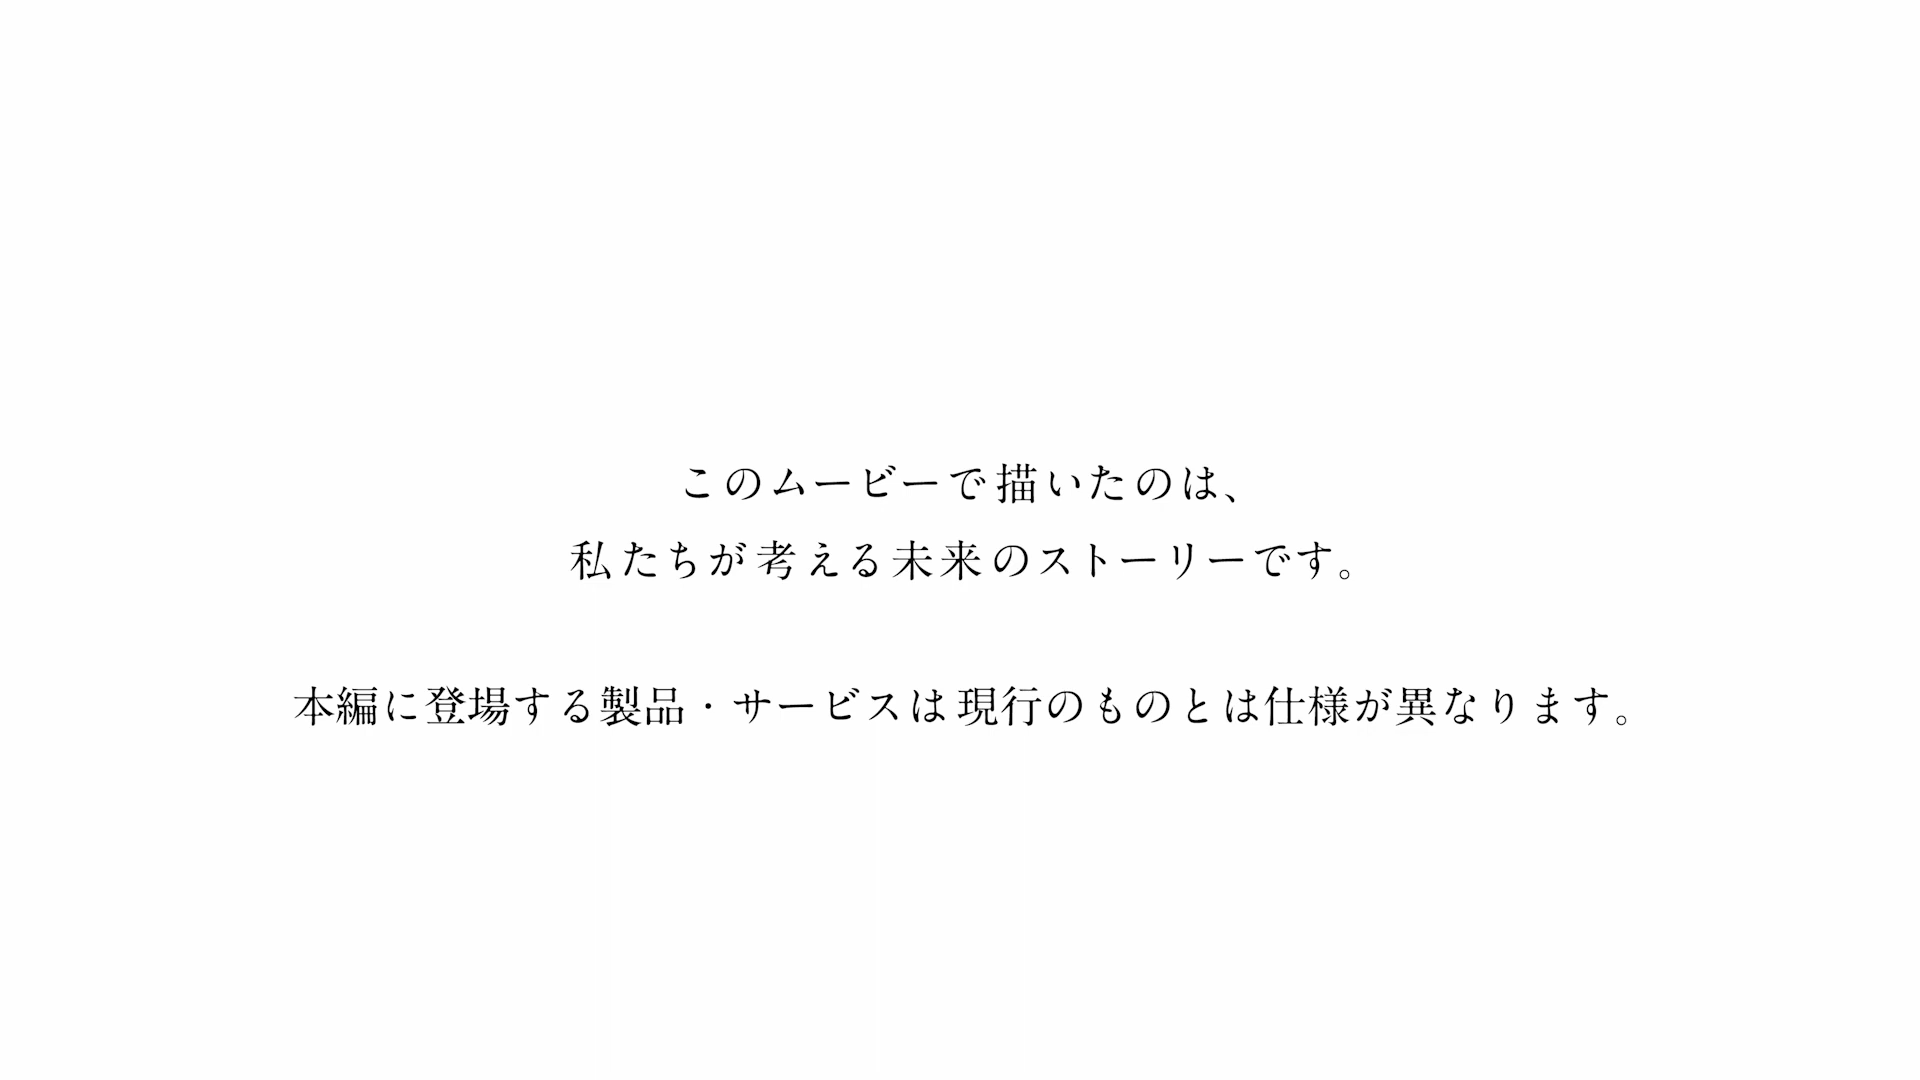 このムービーで描いたのは、
私たちが考える未来のストーリーです。
本編に登場する製品・サービスは現行のものとは仕様が異なります。